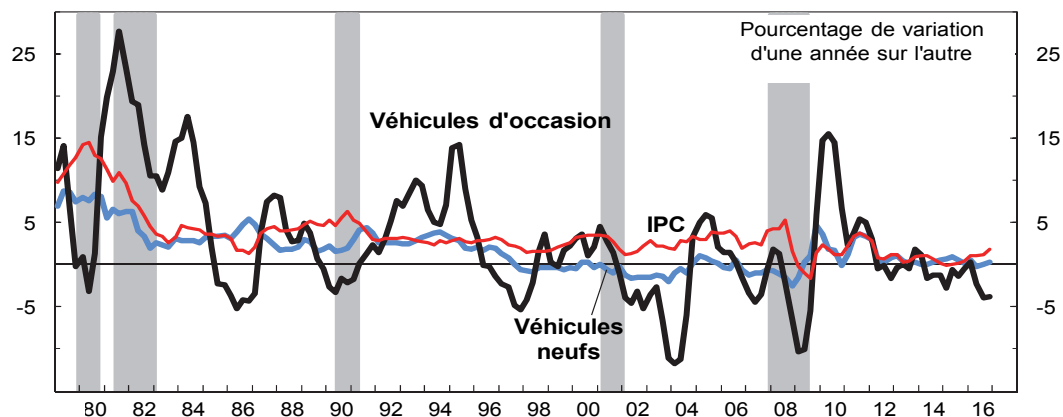 Pourcentage de variation
d'une année sur l'autre
25 25
15 15
5 5
-5 -5
Véhicules d'occasion
IPC
Véhicules
neufs
80 82 84 86 88 90 92 94 96 98 00 02 04 06 08 10 12 14 16